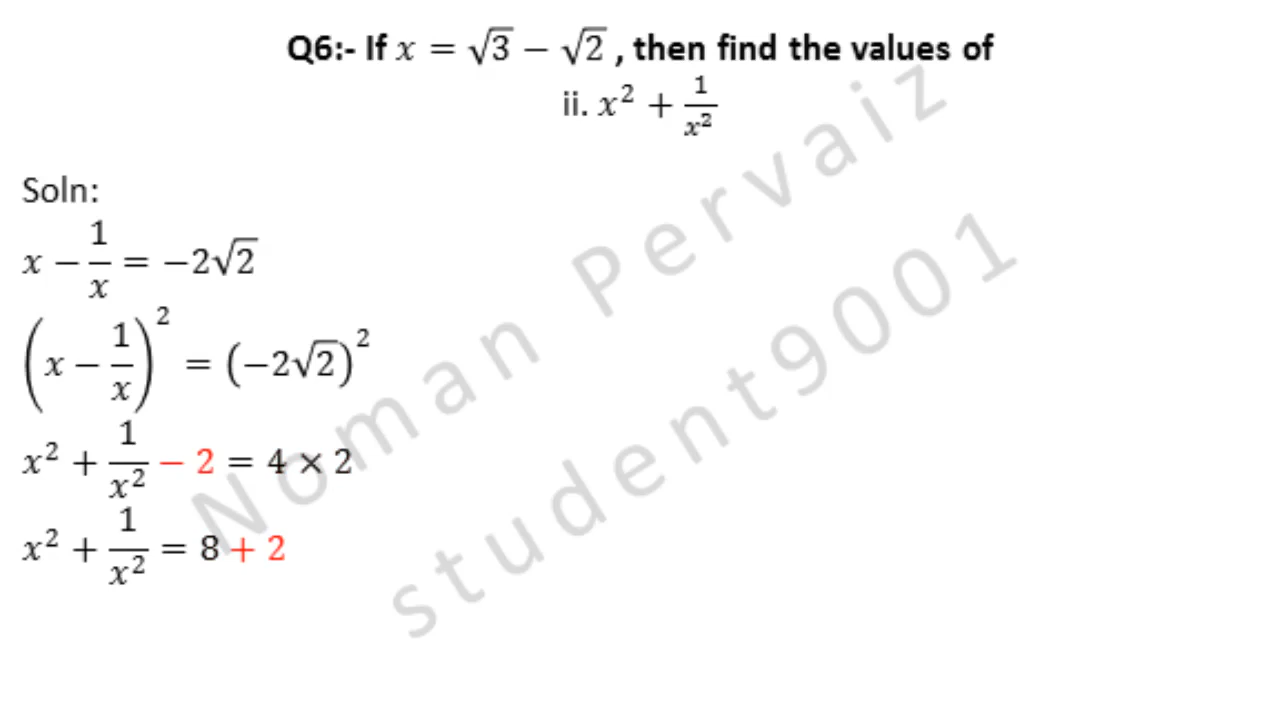 Q6:- If x = √3 − √2 , then find the values of
ii. x² + 1/x²
Soln:
x − 1/x = −2√2
(x − 1/x)² = (−2√2)²
x² + 1/x² − 2 = 4 × 2
x² + 1/x² = 8 + 2
Noman Pervaiz
student9001